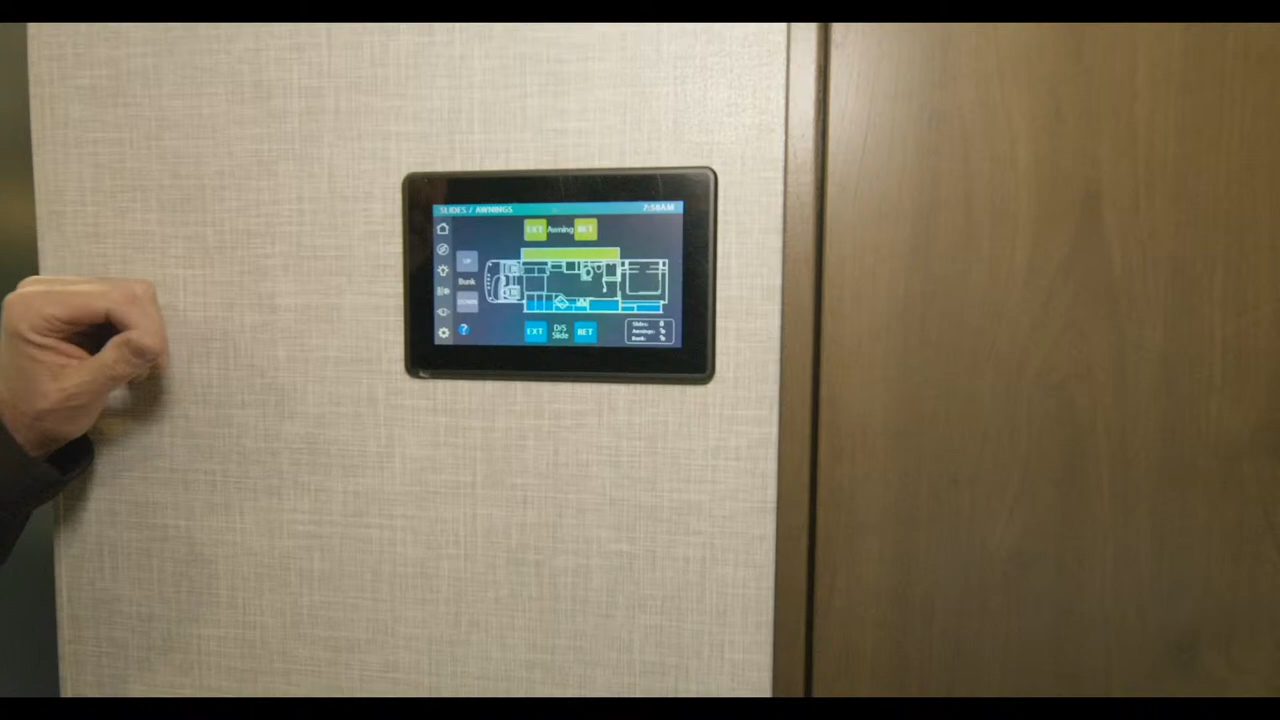 SLIDES / AWNINGS 7:58AM
EXT Awning RET
UP
Bunk
DOWN
?
EXT D/S Slide RET
Slides:
Awnings:
Bunk: